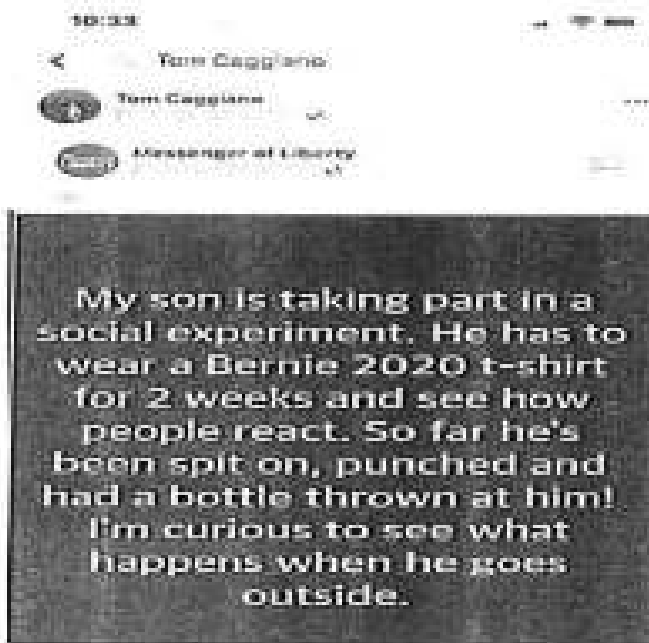 10:33
Tom Caggiano
Tom Caggiano
Messenger of Liberty
My son is taking part in a
social experiment. He has to
wear a Bernie 2020 t-shirt
for 2 weeks and see how
people react. So far he's
been spit on, punched and
had a bottle thrown at him!
I'm curious to see what
happens when he goes
outside.